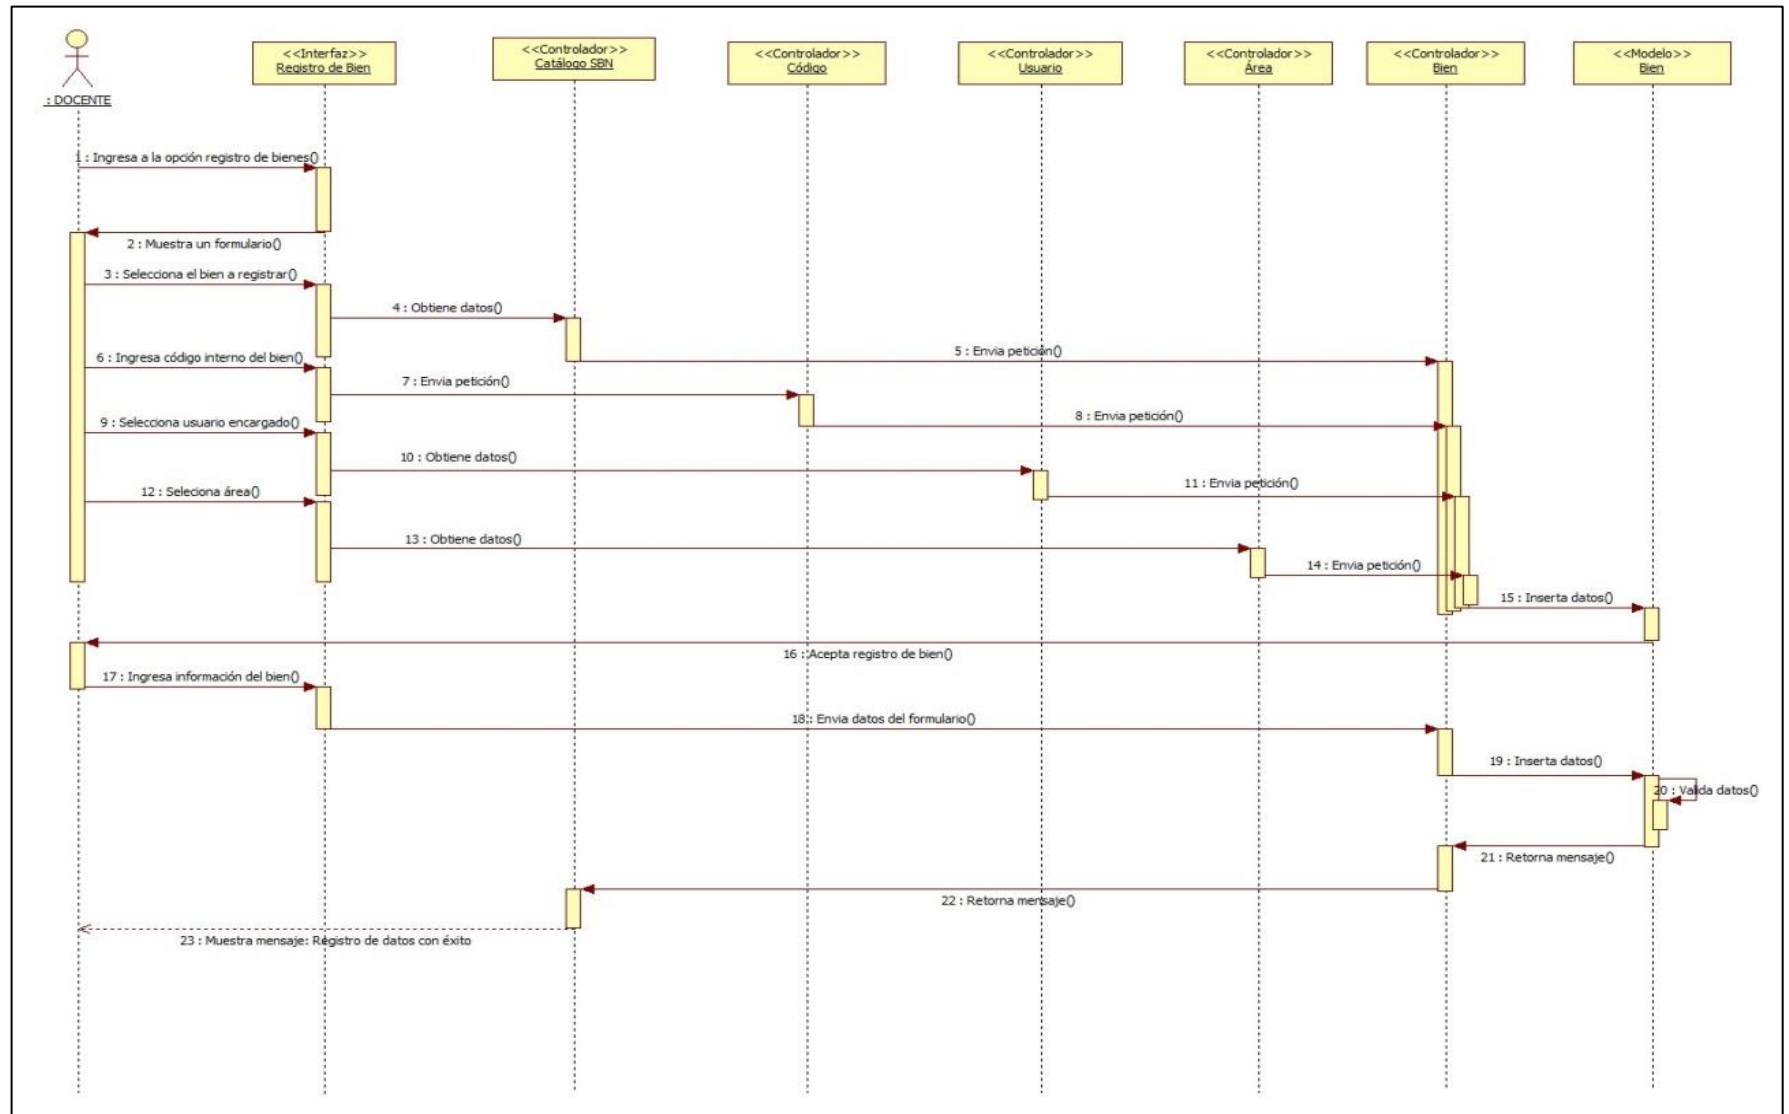 <<Interfaz>>
Registro de Bien
<<Controlador>>
Catálogo SBN
<<Controlador>>
Código
<<Controlador>>
Usuario
<<Controlador>>
Área
<<Controlador>>
Bien
<<Modelo>>
Bien
: DOCENTE
1 : Ingresa a la opción registro de bienes()
2 : Muestra un formulario()
3 : Selecciona el bien a registrar()
4 : Obtiene datos()
5 : Envia petición()
6 : Ingresa código interno del bien()
7 : Envia petición()
8 : Envia petición()
9 : Selecciona usuario encargado()
10 : Obtiene datos()
11 : Envia petición()
12 : Seleciona área()
13 : Obtiene datos()
14 : Envia petición()
15 : Inserta datos()
16 : Acepta registro de bien()
17 : Ingresa información del bien()
18 : Envia datos del formulario()
19 : Inserta datos()
20 : Valida datos()
21 : Retorna mensaje()
22 : Retorna mensaje()
23 : Muestra mensaje: Registro de datos con éxito